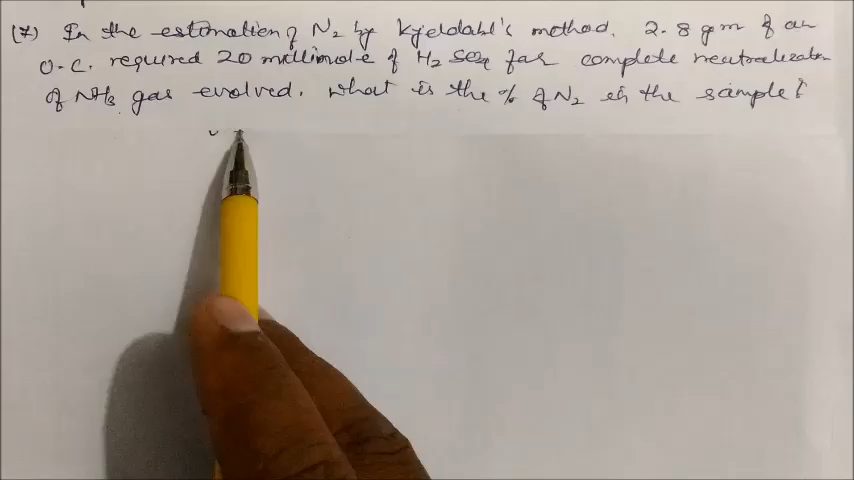 (7) In the estimation of N2 by Kjeldahl's method, 2.8 gm of an
O.C. required 20 millimole of H2SO4 for complete neutralization
of NH3 gas evolved. What is the % of N2 in the sample?